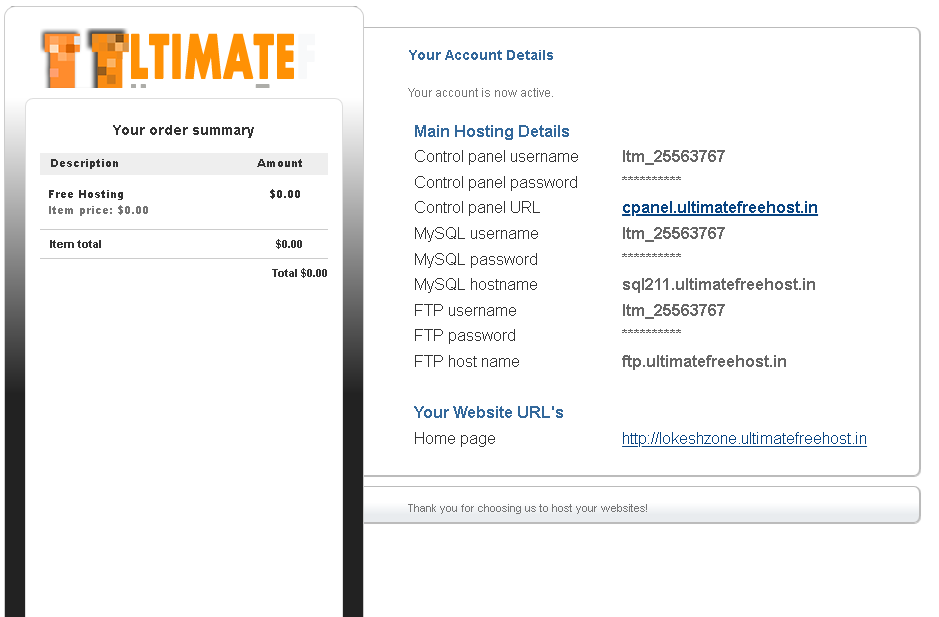 ULTIMATE
Your order summary
Description Amount
Free Hosting $0.00
Item price: $0.00
Item total $0.00
Total $0.00
Your Account Details
Your account is now active.
Main Hosting Details
Control panel username ltm_25563767
Control panel password **********
Control panel URL cpanel.ultimatefreehost.in
MySQL username ltm_25563767
MySQL password **********
MySQL hostname sql211.ultimatefreehost.in
FTP username ltm_25563767
FTP password **********
FTP host name ftp.ultimatefreehost.in
Your Website URL's
Home page http://lokeshzone.ultimatefreehost.in
Thank you for choosing us to host your websites!